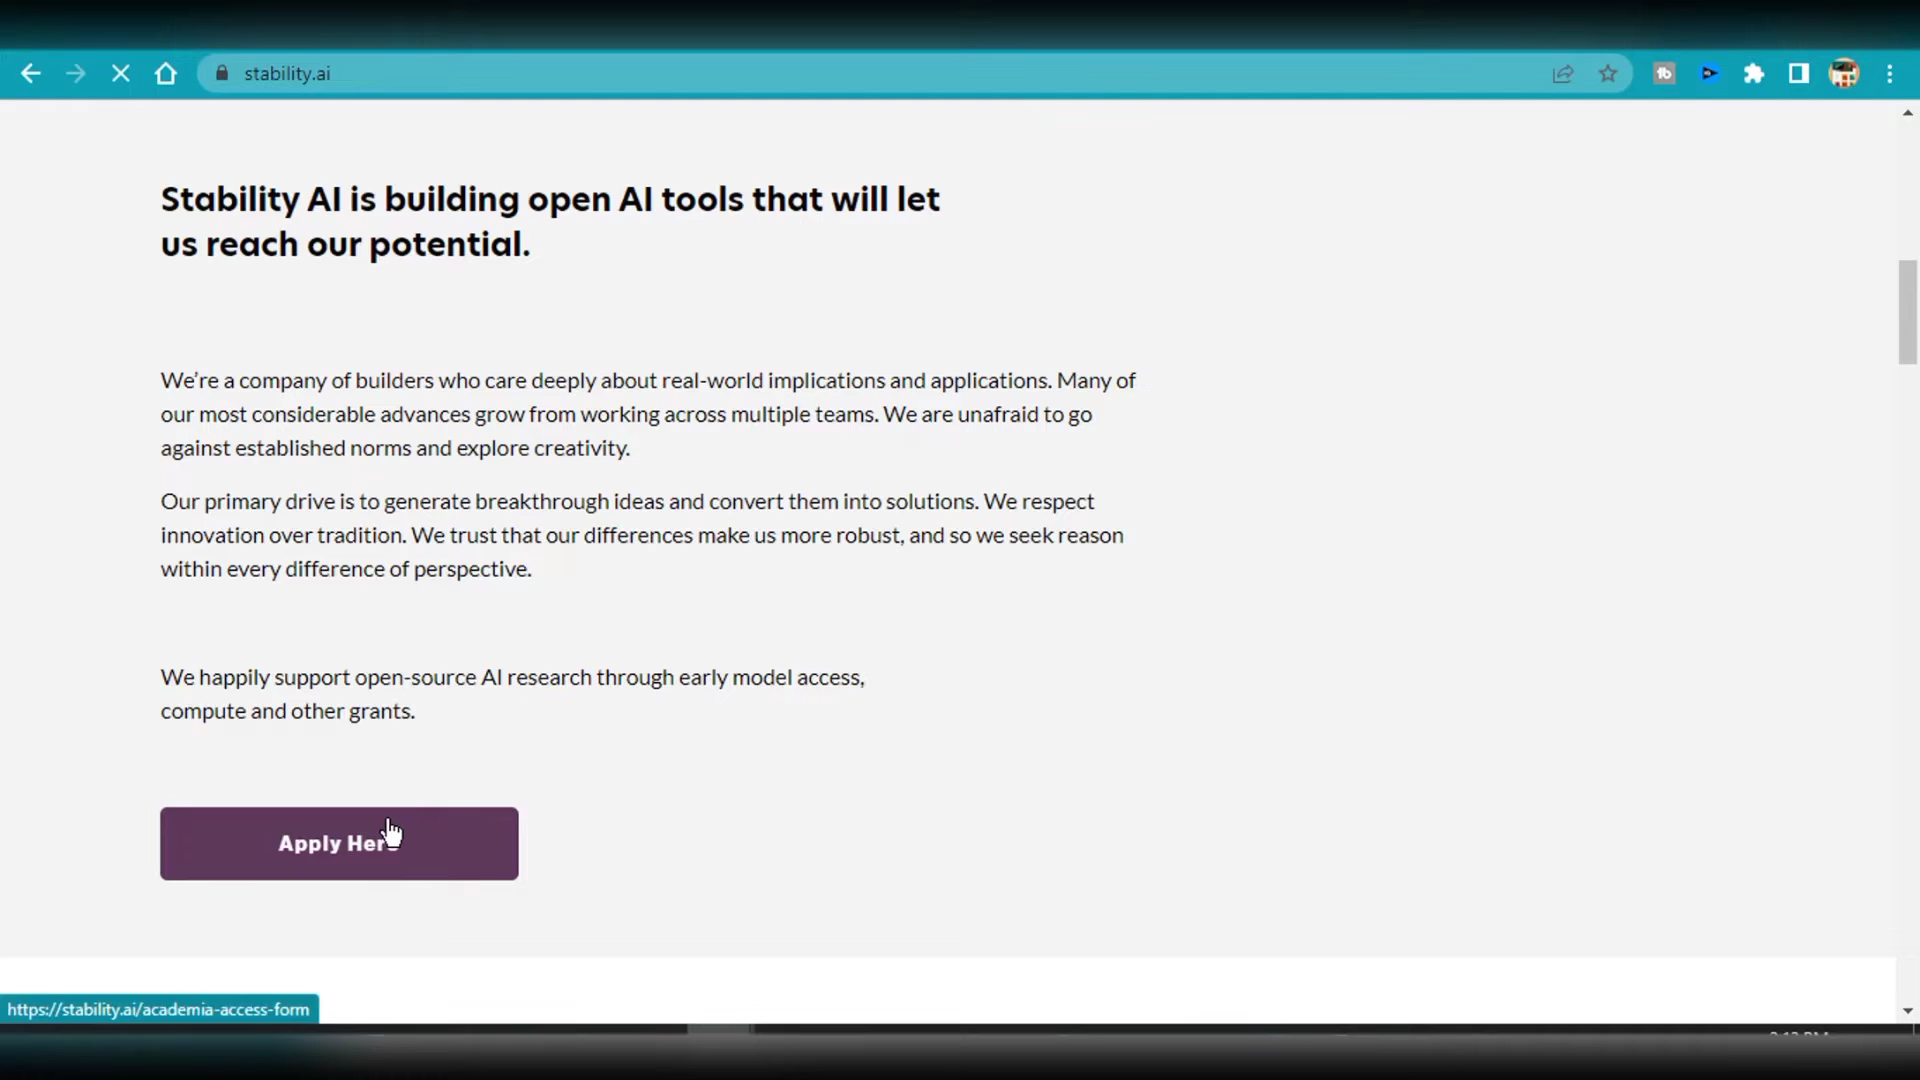 stability.ai
Stability AI is building open AI tools that will let
us reach our potential.
We're a company of builders who care deeply about real-world implications and applications. Many of
our most considerable advances grow from working across multiple teams. We are unafraid to go
against established norms and explore creativity.
Our primary drive is to generate breakthrough ideas and convert them into solutions. We respect
innovation over tradition. We trust that our differences make us more robust, and so we seek reason
within every difference of perspective.
We happily support open-source AI research through early model access,
compute and other grants.
Apply Here
https://stability.ai/academia-access-form